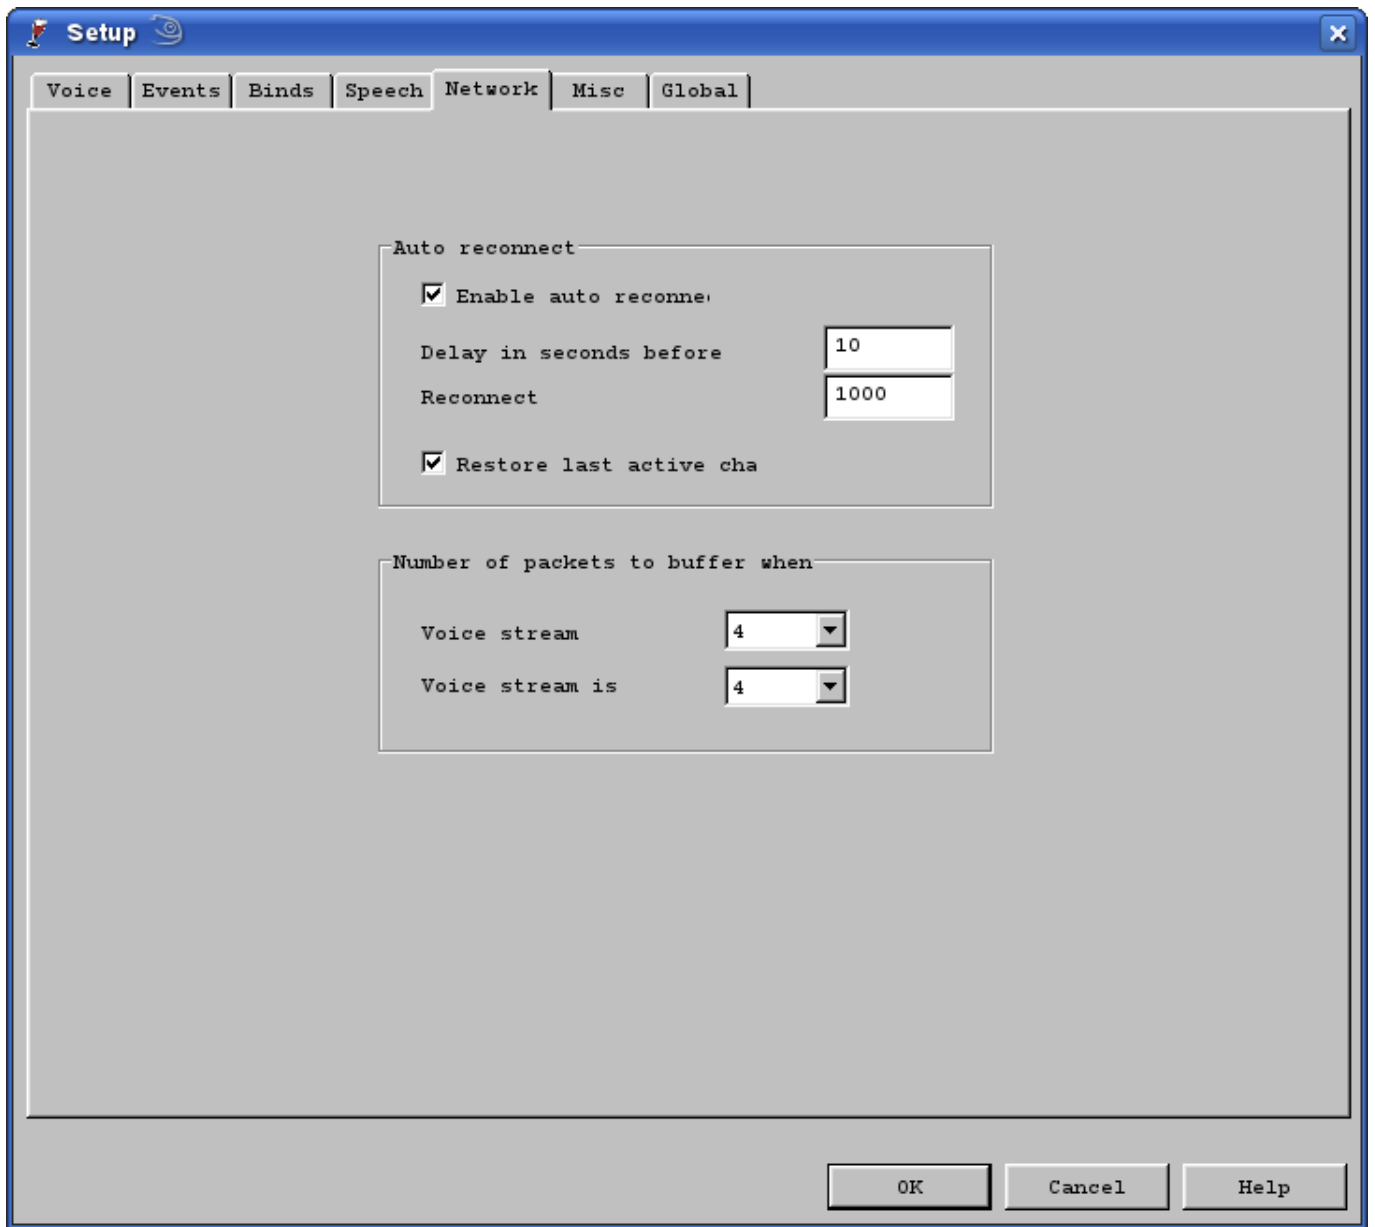 Setup
Voice Events Binds Speech Network Misc Global
Auto reconnect
Enable auto reconne
Delay in seconds before 10
Reconnect 1000
Restore last active cha
Number of packets to buffer when
Voice stream 4
Voice stream is 4
OK Cancel Help